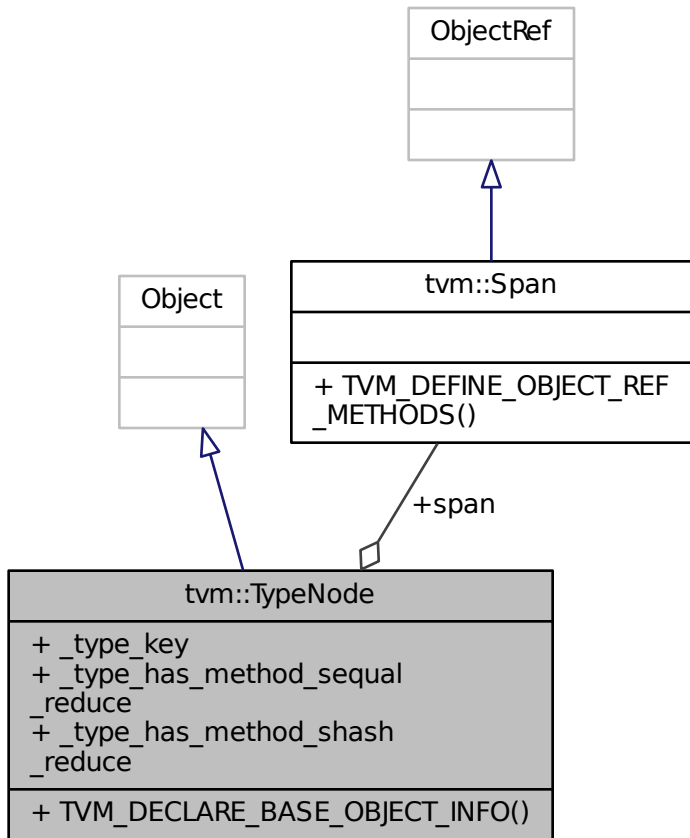 ObjectRef
tvm::Span
+ TVM_DEFINE_OBJECT_REF
_METHODS()
Object
+span
tvm::TypeNode
+ _type_key
+ _type_has_method_sequal
_reduce
+ _type_has_method_shash
_reduce
+ TVM_DECLARE_BASE_OBJECT_INFO()